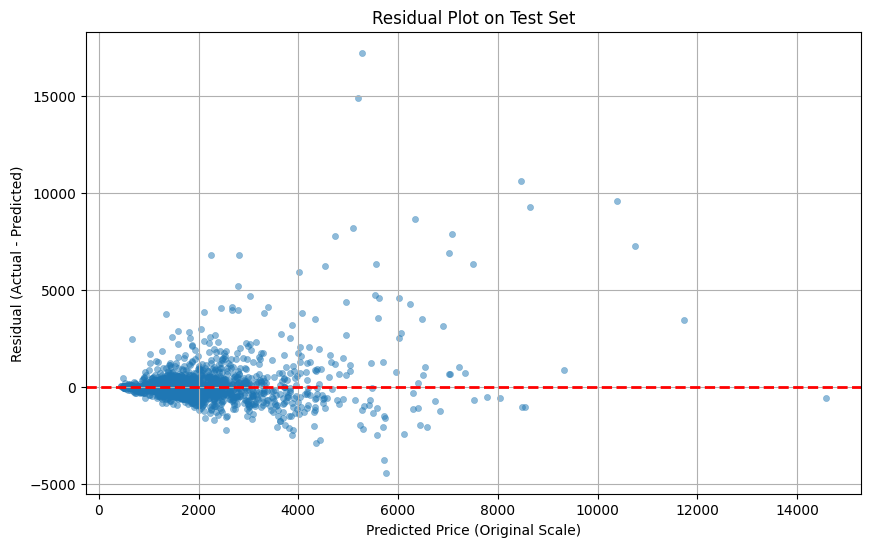 Residual Plot on Test Set
Residual (Actual - Predicted)
15000
10000
5000
0
−5000
0 2000 4000 6000 8000 10000 12000 14000
Predicted Price (Original Scale)